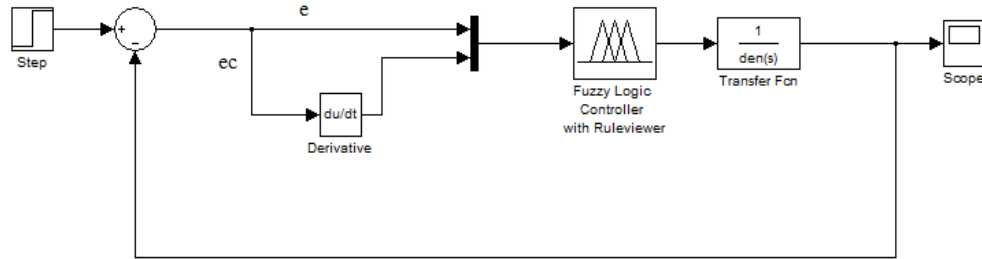 e
+
−
Step
ec
du/dt
Derivative
Fuzzy Logic
Controller
with Ruleviewer
1
den(s)
Transfer Fcn
Scope